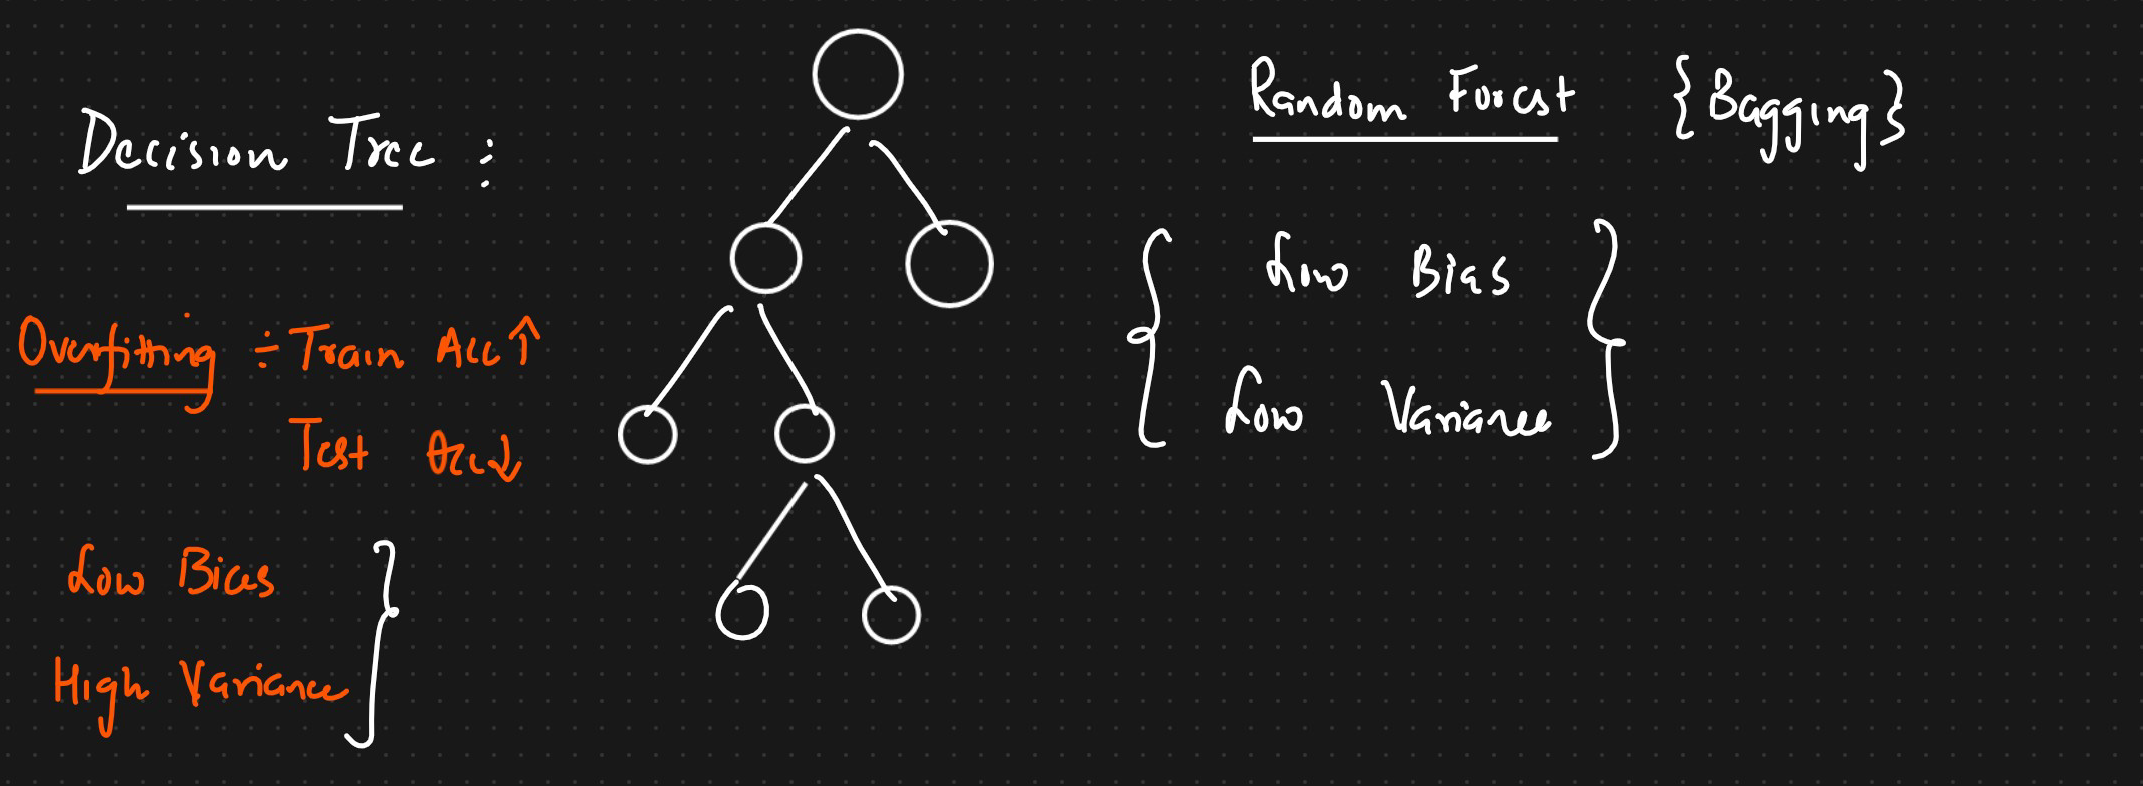 Decision Tree :
Overfitting ÷ Train Acc ↑
Test Acc ↓
Low Bias
High Variance
Random Forest {Bagging}
Low Bias
Low Variance